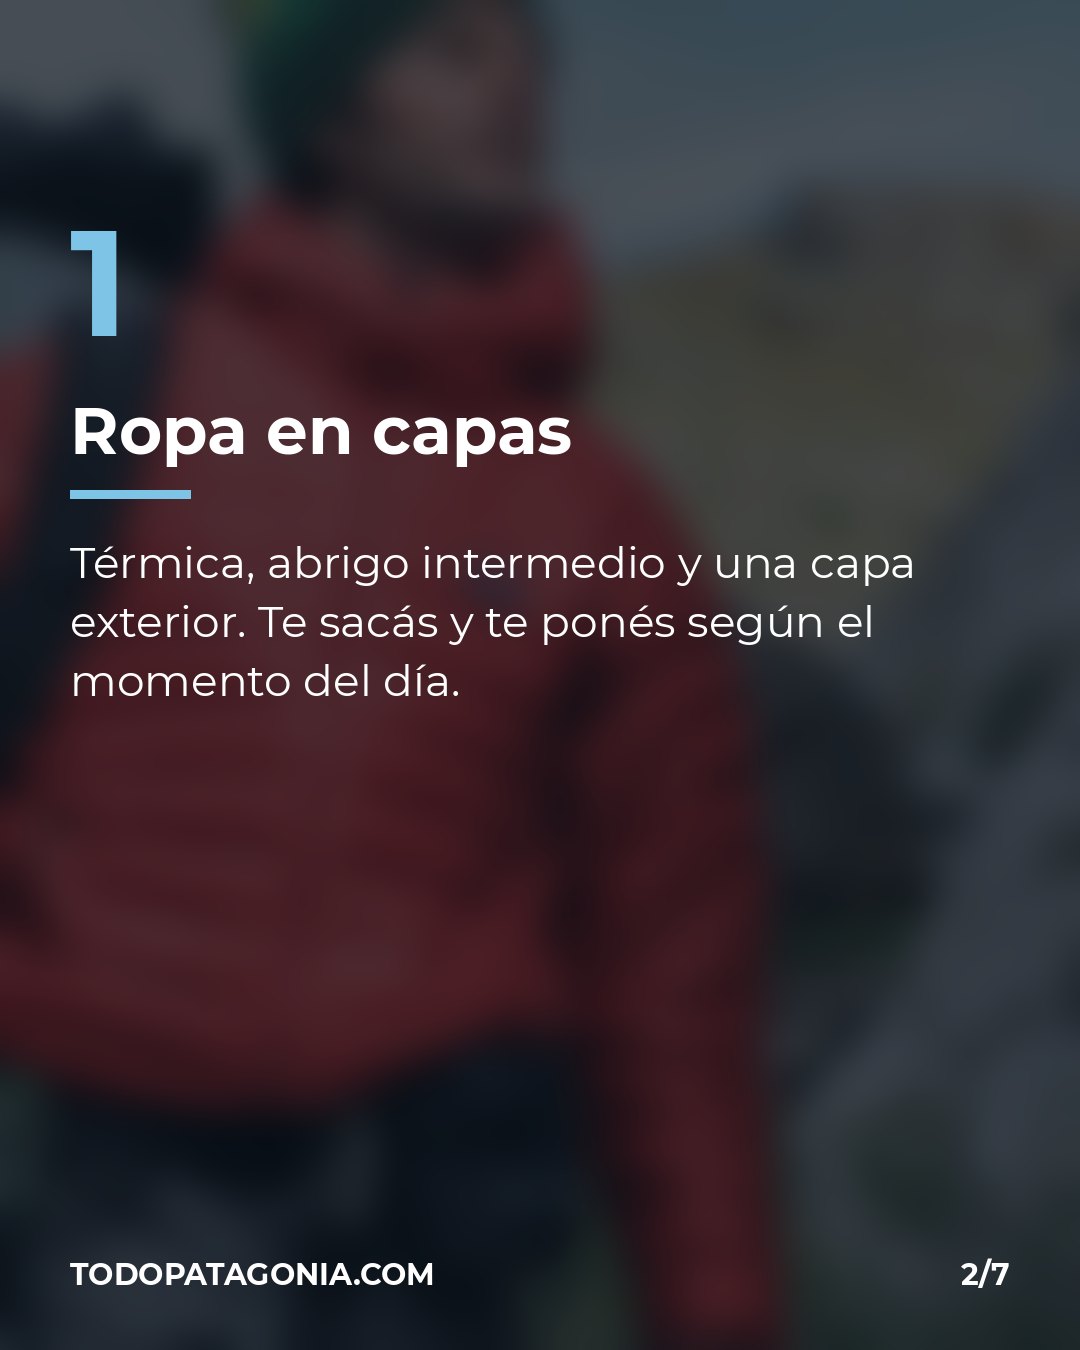 1
Ropa en capas
Térmica, abrigo intermedio y una capa
exterior. Te sacás y te ponés según el
momento del día.
TODOPATAGONIA.COM
2/7